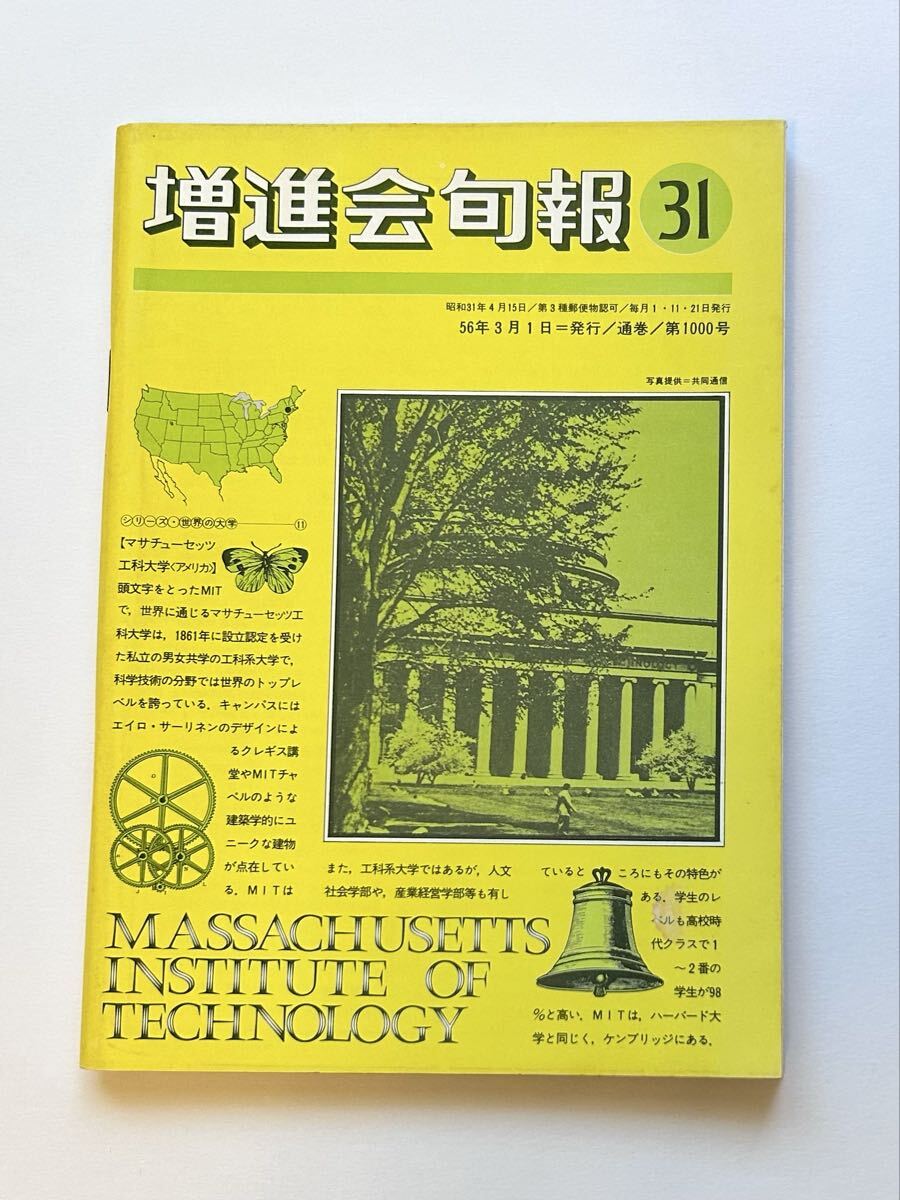 増進会旬報 31
昭和31年4月15日／第3種郵便物認可／毎月1・11・21日発行
56年3月1日＝発行／通巻／第1000号
写真提供＝共同通信
シリーズ・世界の大学 11
【マサチューセッツ
工科大学〈アメリカ〉】
頭文字をとったMIT
で，世界に通じるマサチューセッツ工
科大学は，1861年に設立認定を受け
た私立の男女共学の工科系大学で，
科学技術の分野では世界のトップレ
ベルを誇っている．キャンパスには
エイロ・サーリネンのデザインによ
るクレギス講
堂やMITチャ
ペルのような
建築学的にユ
ニークな建物
が点在してい
る．MITは
また，工科系大学ではあるが，人文
社会学部や，産業経営学部等も有し
ているところにもその特色が
ある．学生のレ
ベルも高校時
代クラスで1
～2番の
学生が98
％と高い．MITは，ハーバード大
学と同じく，ケンブリッジにある．
MASSACHUSETTS
INSTITUTE OF
TECHNOLOGY